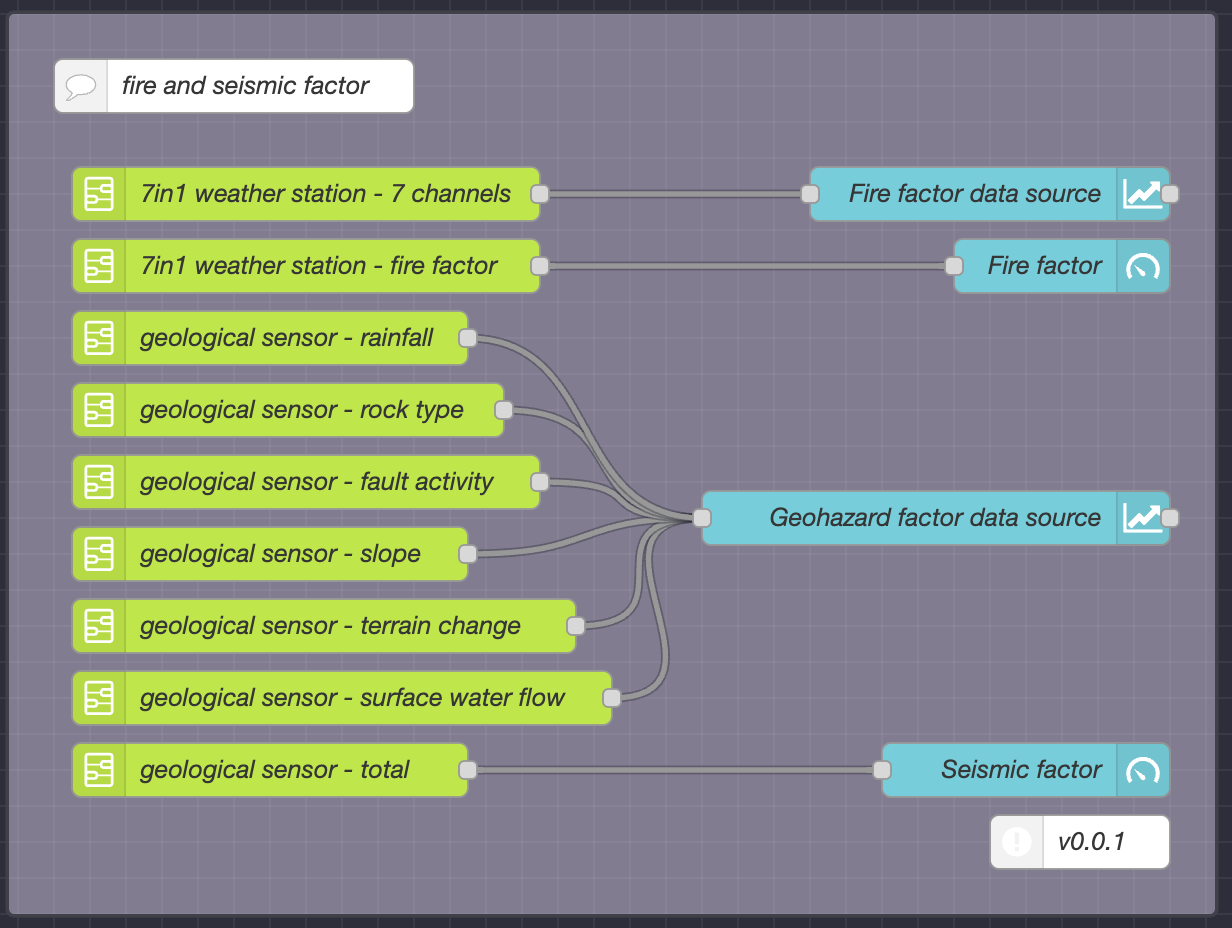 fire and seismic factor
7in1 weather station - 7 channels
Fire factor data source
7in1 weather station - fire factor
Fire factor
geological sensor - rainfall
geological sensor - rock type
geological sensor - fault activity
Geohazard factor data source
geological sensor - slope
geological sensor - terrain change
geological sensor - surface water flow
geological sensor - total
Seismic factor
v0.0.1